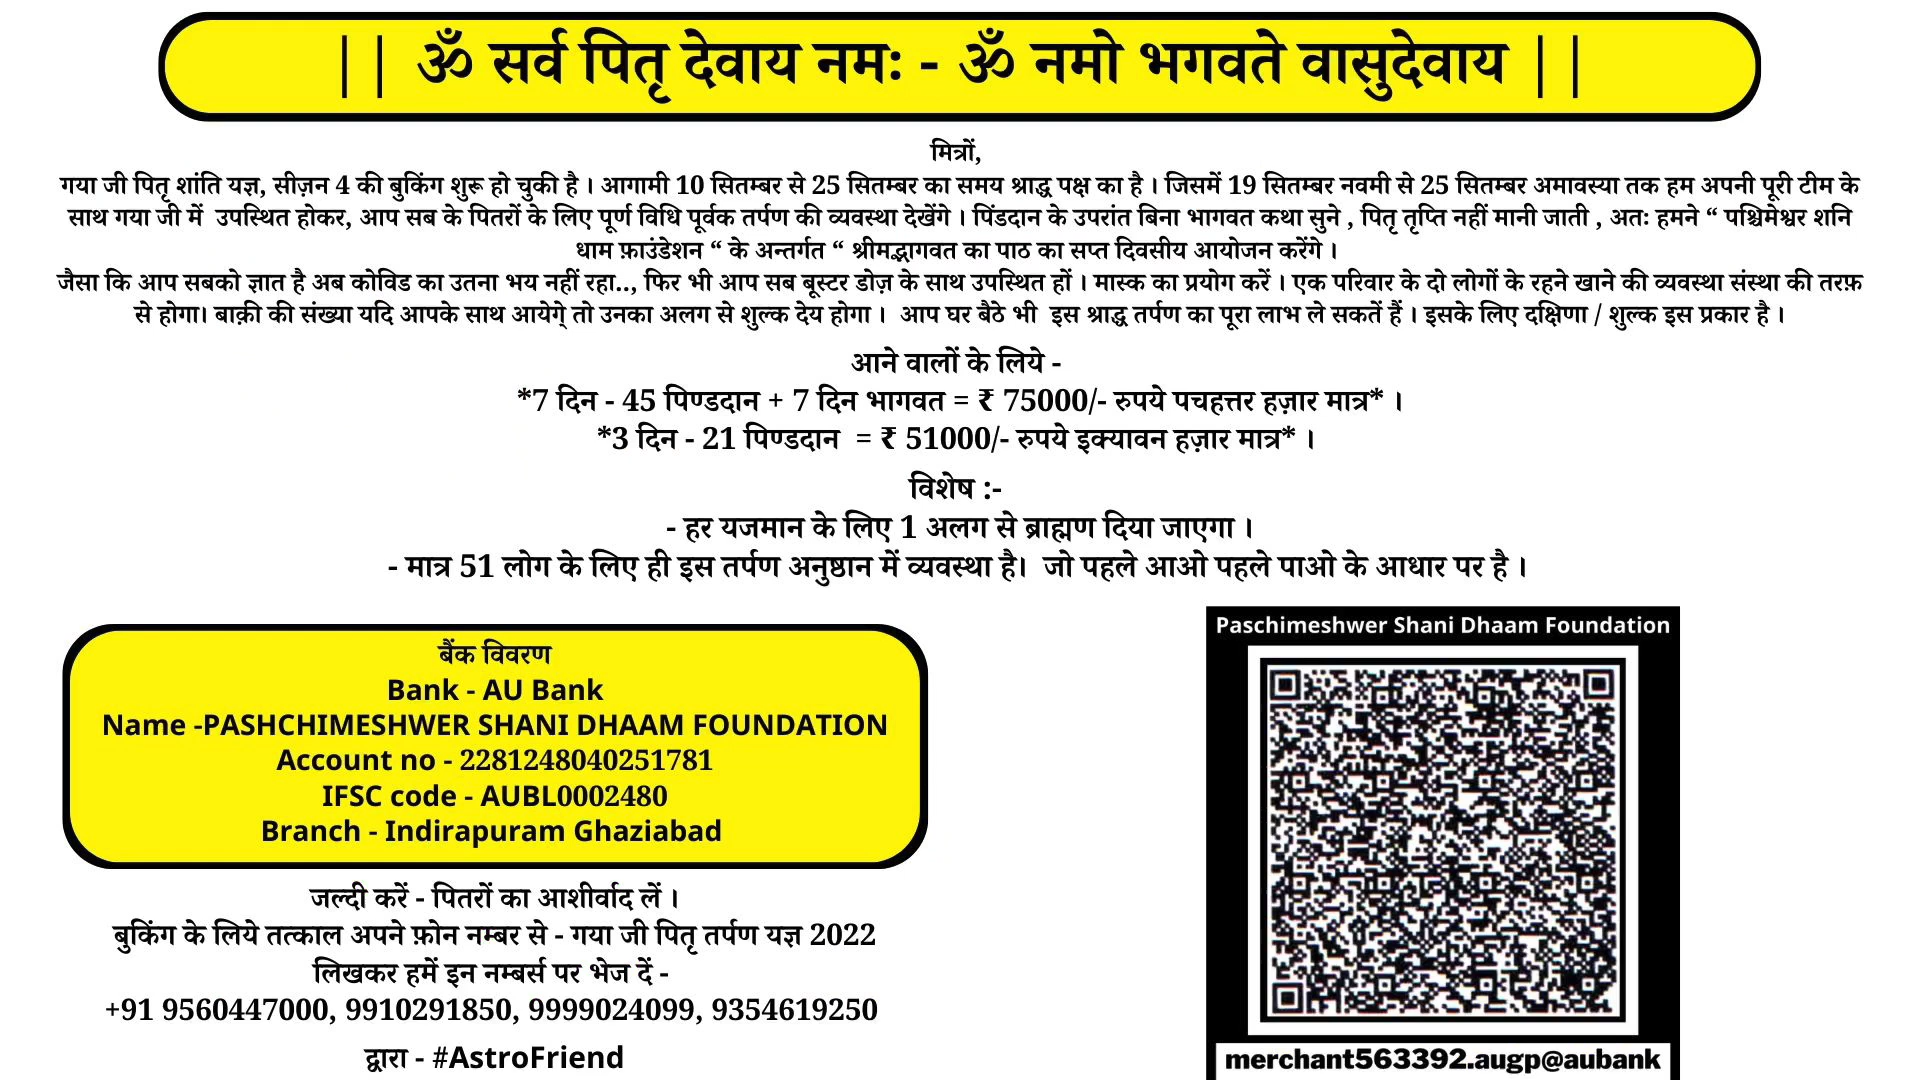 || ॐ सर्व पितृ देवाय नमः - ॐ नमो भगवते वासुदेवाय ||
मित्रों,
गया जी पितृ शांति यज्ञ, सीज़न 4 की बुकिंग शुरू हो चुकी है । आगामी 10 सितम्बर से 25 सितम्बर का समय श्राद्ध पक्ष का है । जिसमें 19 सितम्बर नवमी से 25 सितम्बर अमावस्या तक हम अपनी पूरी टीम के
साथ गया जी में उपस्थित होकर, आप सब के पितरों के लिए पूर्ण विधि पूर्वक तर्पण की व्यवस्था देखेंगे । पिंडदान के उपरांत बिना भागवत कथा सुने , पितृ तृप्ति नहीं मानी जाती , अतः हमने “ पश्चिमेश्वर शनि
धाम फ़ाउंडेशन “ के अन्तर्गत “ श्रीमद्भागवत का पाठ का सप्त दिवसीय आयोजन करेंगे ।
जैसा कि आप सबको ज्ञात है अब कोविड का उतना भय नहीं रहा.., फिर भी आप सब बूस्टर डोज़ के साथ उपस्थित हों । मास्क का प्रयोग करें । एक परिवार के दो लोगों के रहने खाने की व्यवस्था संस्था की तरफ़
से होगा। बाक़ी की संख्या यदि आपके साथ आयेगे् तो उनका अलग से शुल्क देय होगा । आप घर बैठे भी इस श्राद्ध तर्पण का पूरा लाभ ले सकतें हैं । इसके लिए दक्षिणा / शुल्क इस प्रकार है ।
आने वालों के लिये -
*7 दिन - 45 पिण्डदान + 7 दिन भागवत = ₹ 75000/- रुपये पचहत्तर हज़ार मात्र* ।
*3 दिन - 21 पिण्डदान = ₹ 51000/- रुपये इक्यावन हज़ार मात्र* ।
विशेष :-
- हर यजमान के लिए 1 अलग से ब्राह्मण दिया जाएगा ।
- मात्र 51 लोग के लिए ही इस तर्पण अनुष्ठान में व्यवस्था है। जो पहले आओ पहले पाओ के आधार पर है ।
बैंक विवरण
Bank - AU Bank
Name -PASHCHIMESHWER SHANI DHAAM FOUNDATION
Account no - 2281248040251781
IFSC code - AUBL0002480
Branch - Indirapuram Ghaziabad
जल्दी करें - पितरों का आशीर्वाद लें ।
बुकिंग के लिये तत्काल अपने फ़ोन नम्बर से - गया जी पितृ तर्पण यज्ञ 2022
लिखकर हमें इन नम्बर्स पर भेज दें -
+91 9560447000, 9910291850, 9999024099, 9354619250
द्वारा - #AstroFriend
Paschimeshwer Shani Dhaam Foundation
merchant563392.augp@aubank